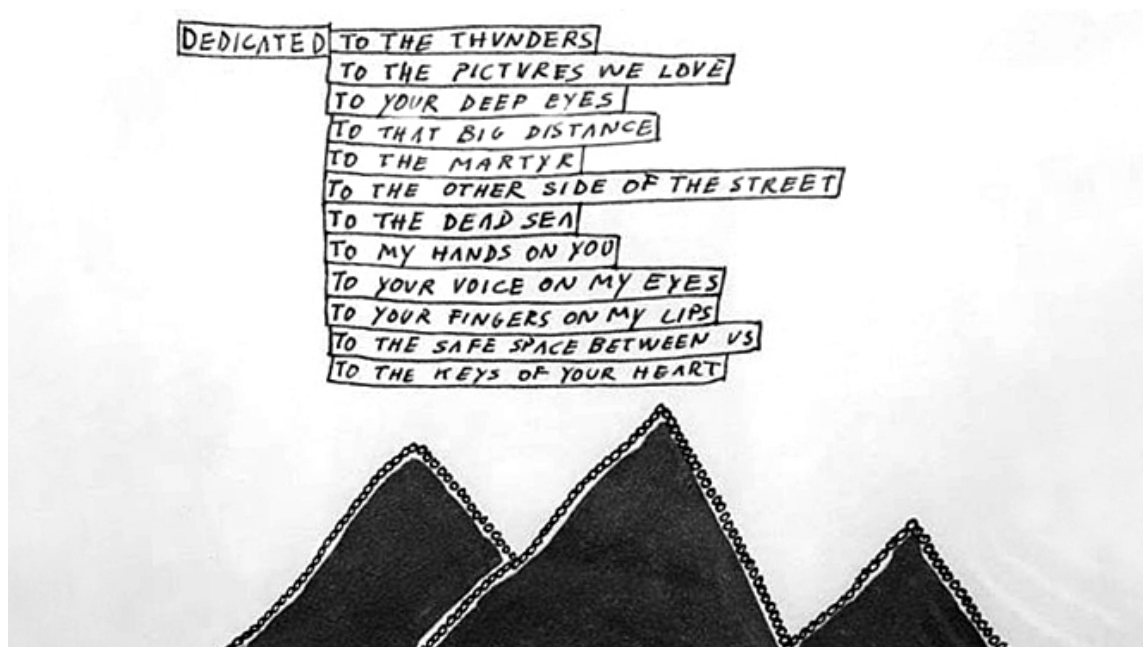 DEDICATED TO THE THUNDERS
TO THE PICTURES WE LOVE
TO YOUR DEEP EYES
TO THAT BIG DISTANCE
TO THE MARTYR
TO THE OTHER SIDE OF THE STREET
TO THE DEAD SEA
TO MY HANDS ON YOU
TO YOUR VOICE ON MY EYES
TO YOUR FINGERS ON MY LIPS
TO THE SAFE SPACE BETWEEN US
TO THE KEYS OF YOUR HEART